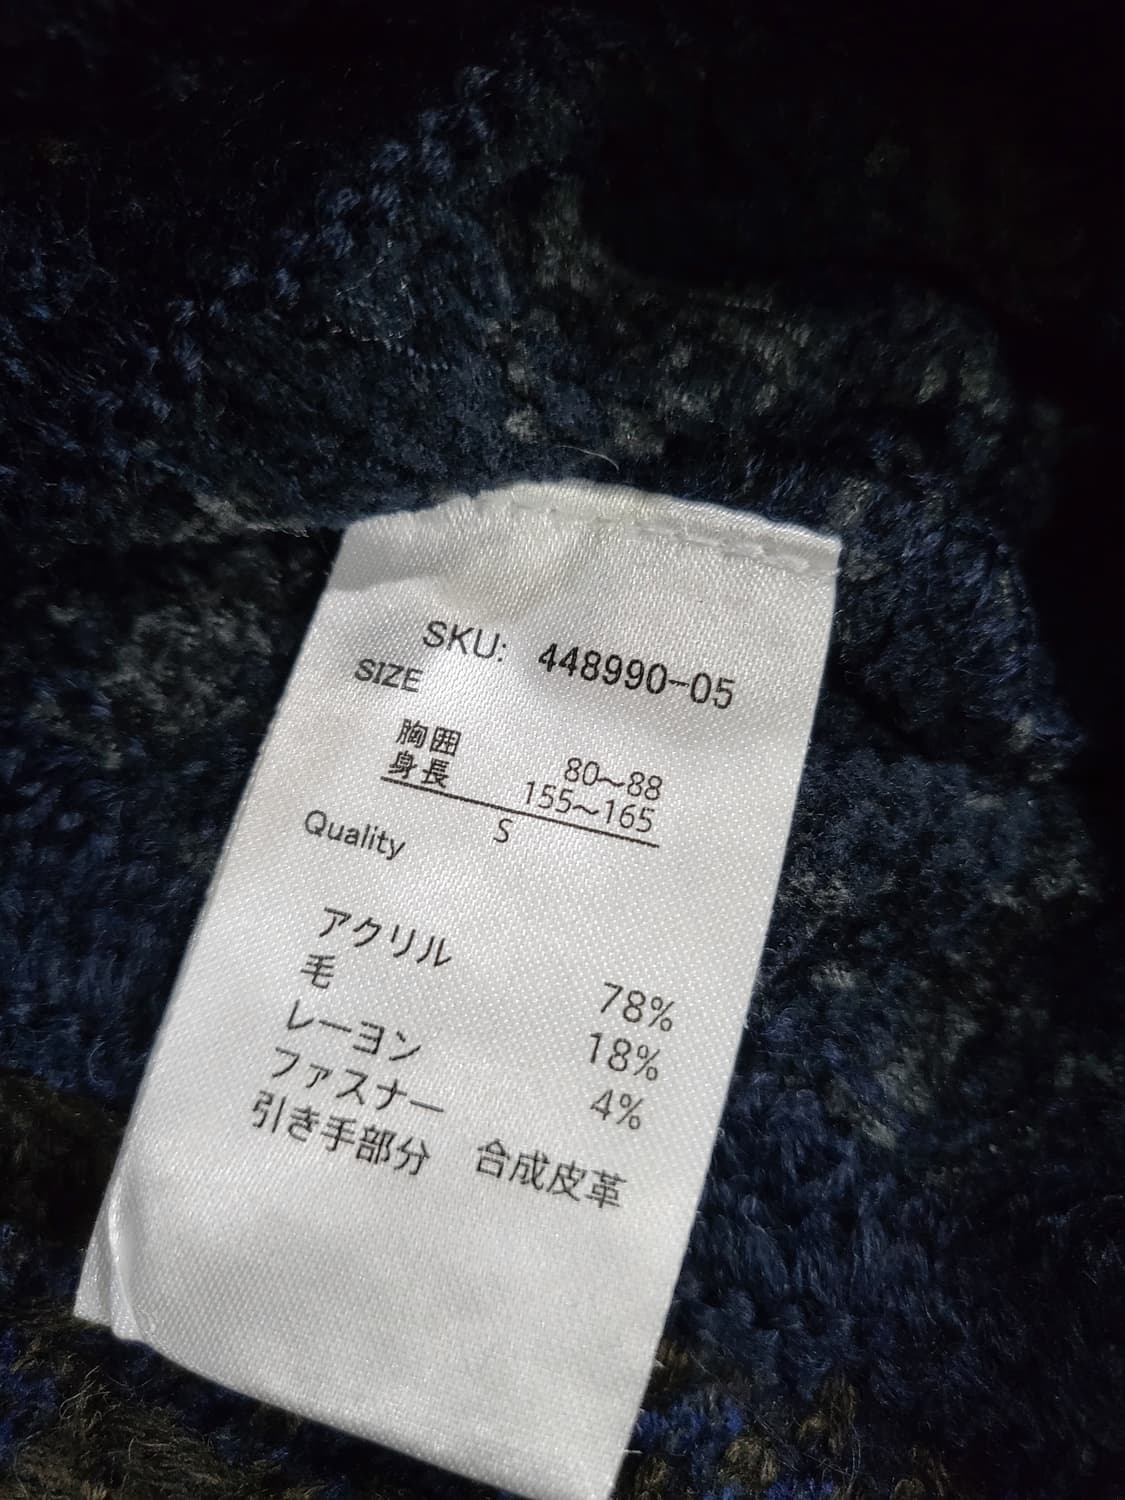 SKU: 448990-05
SIZE
胸囲 80～88
身長 155～165
S
Quality
アクリル 78%
毛 18%
レーヨン 4%
ファスナー
引き手部分 合成皮革